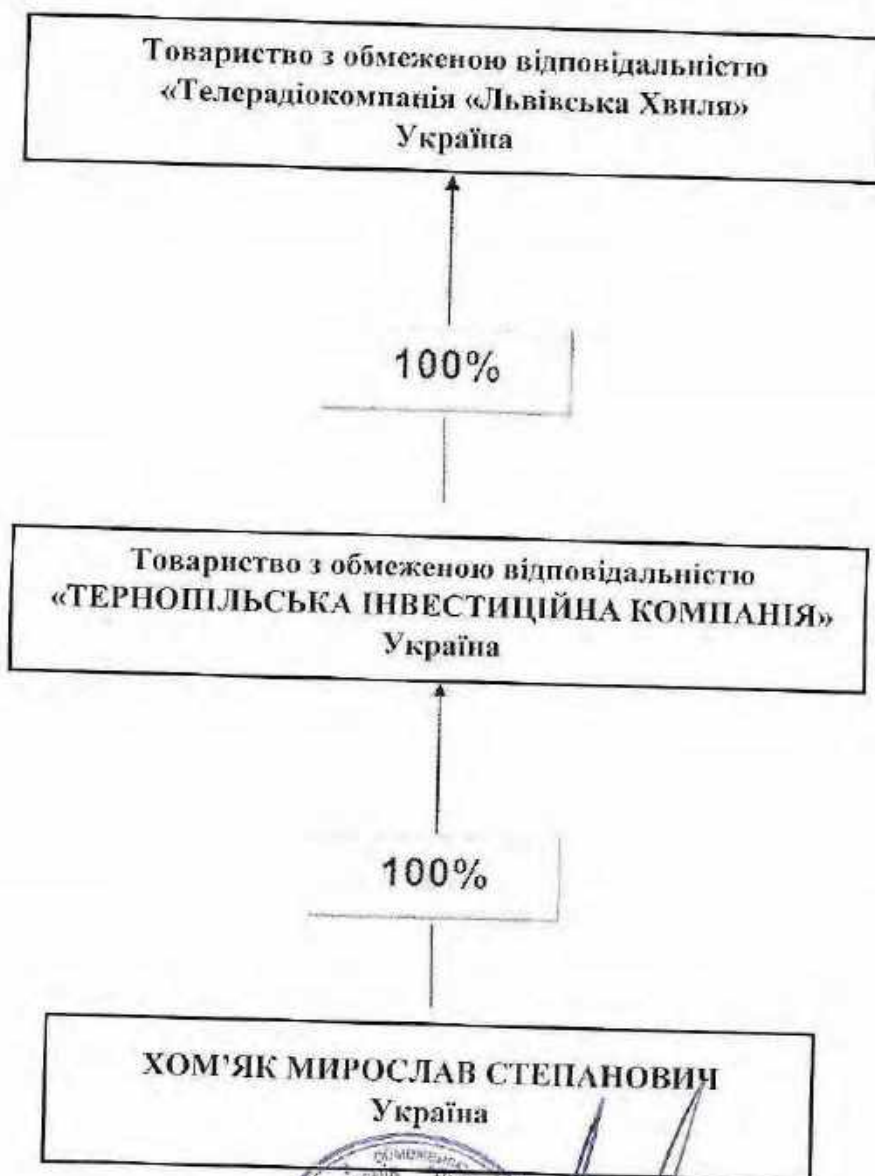 Товариство з обмеженою відповідальністю
«Телерадіокомпанія «Львівська Хвиля»
Україна
100%
Товариство з обмеженою відповідальністю
«ТЕРНОПІЛЬСЬКА ІНВЕСТИЦІЙНА КОМПАНІЯ»
Україна
100%
ХОМ'ЯК МИРОСЛАВ СТЕПАНОВИЧ
Україна